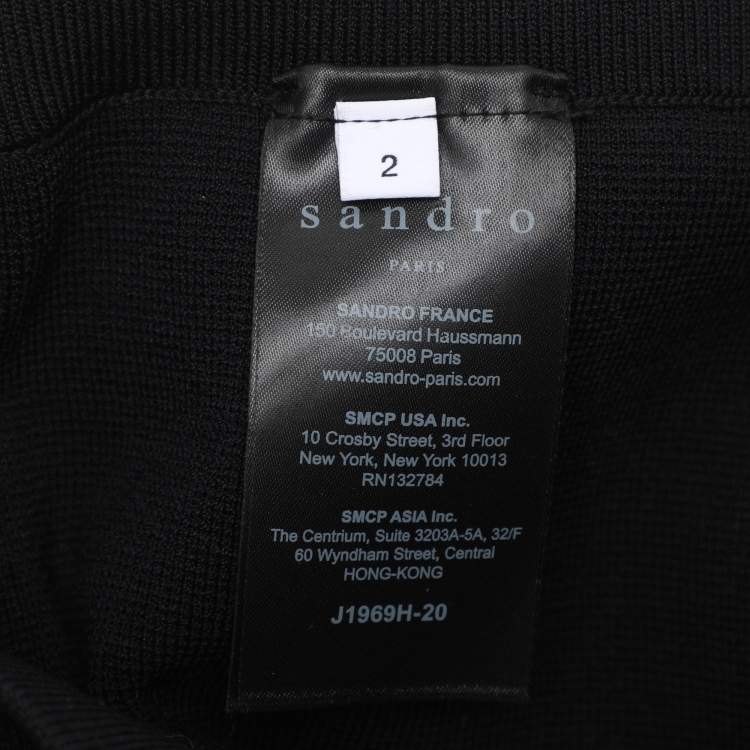 2
sandro
PARIS
SANDRO FRANCE
150 Boulevard Haussmann
75008 Paris
www.sandro-paris.com
SMCP USA Inc.
10 Crosby Street, 3rd Floor
New York, New York 10013
RN132784
SMCP ASIA Inc.
The Centrium, Suite 3203A-5A, 32/F
60 Wyndham Street, Central
HONG-KONG
J1969H-20